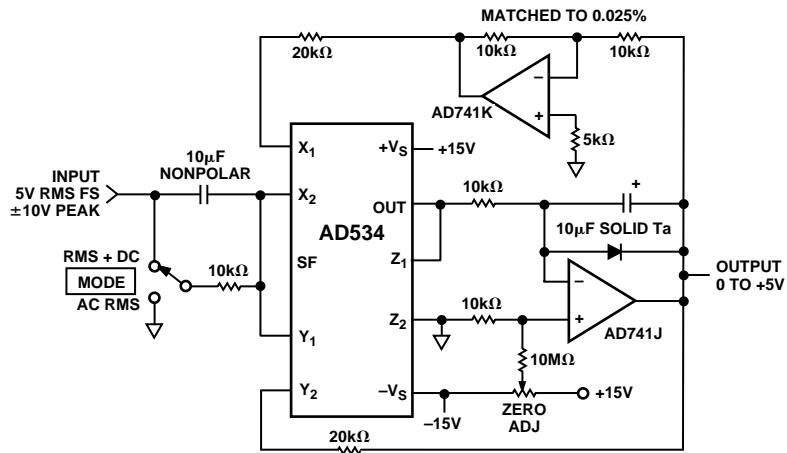 MATCHED TO 0.025%
20kΩ
10kΩ
10kΩ
AD741K
–
+
5kΩ
INPUT
5V RMS FS
±10V PEAK
10μF
NONPOLAR
X1
X2
+VS
+15V
OUT
AD534
Z1
SF
10kΩ
+
10μF SOLID Ta
RMS + DC
MODE
AC RMS
10kΩ
Y1
Y2
Z2
10kΩ
–
+
AD741J
OUTPUT
0 TO +5V
10MΩ
–VS
–15V
ZERO
ADJ
+15V
20kΩ